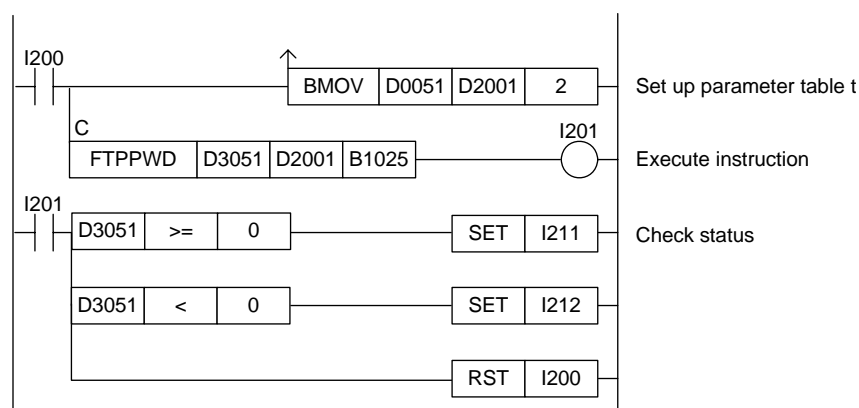 I200
BMOV D0051 D2001 2 Set up parameter table t
C I201
FTPPWD D3051 D2001 B1025 Execute instruction
I201
D3051 >= 0 SET I211 Check status
D3051 < 0 SET I212
RST I200